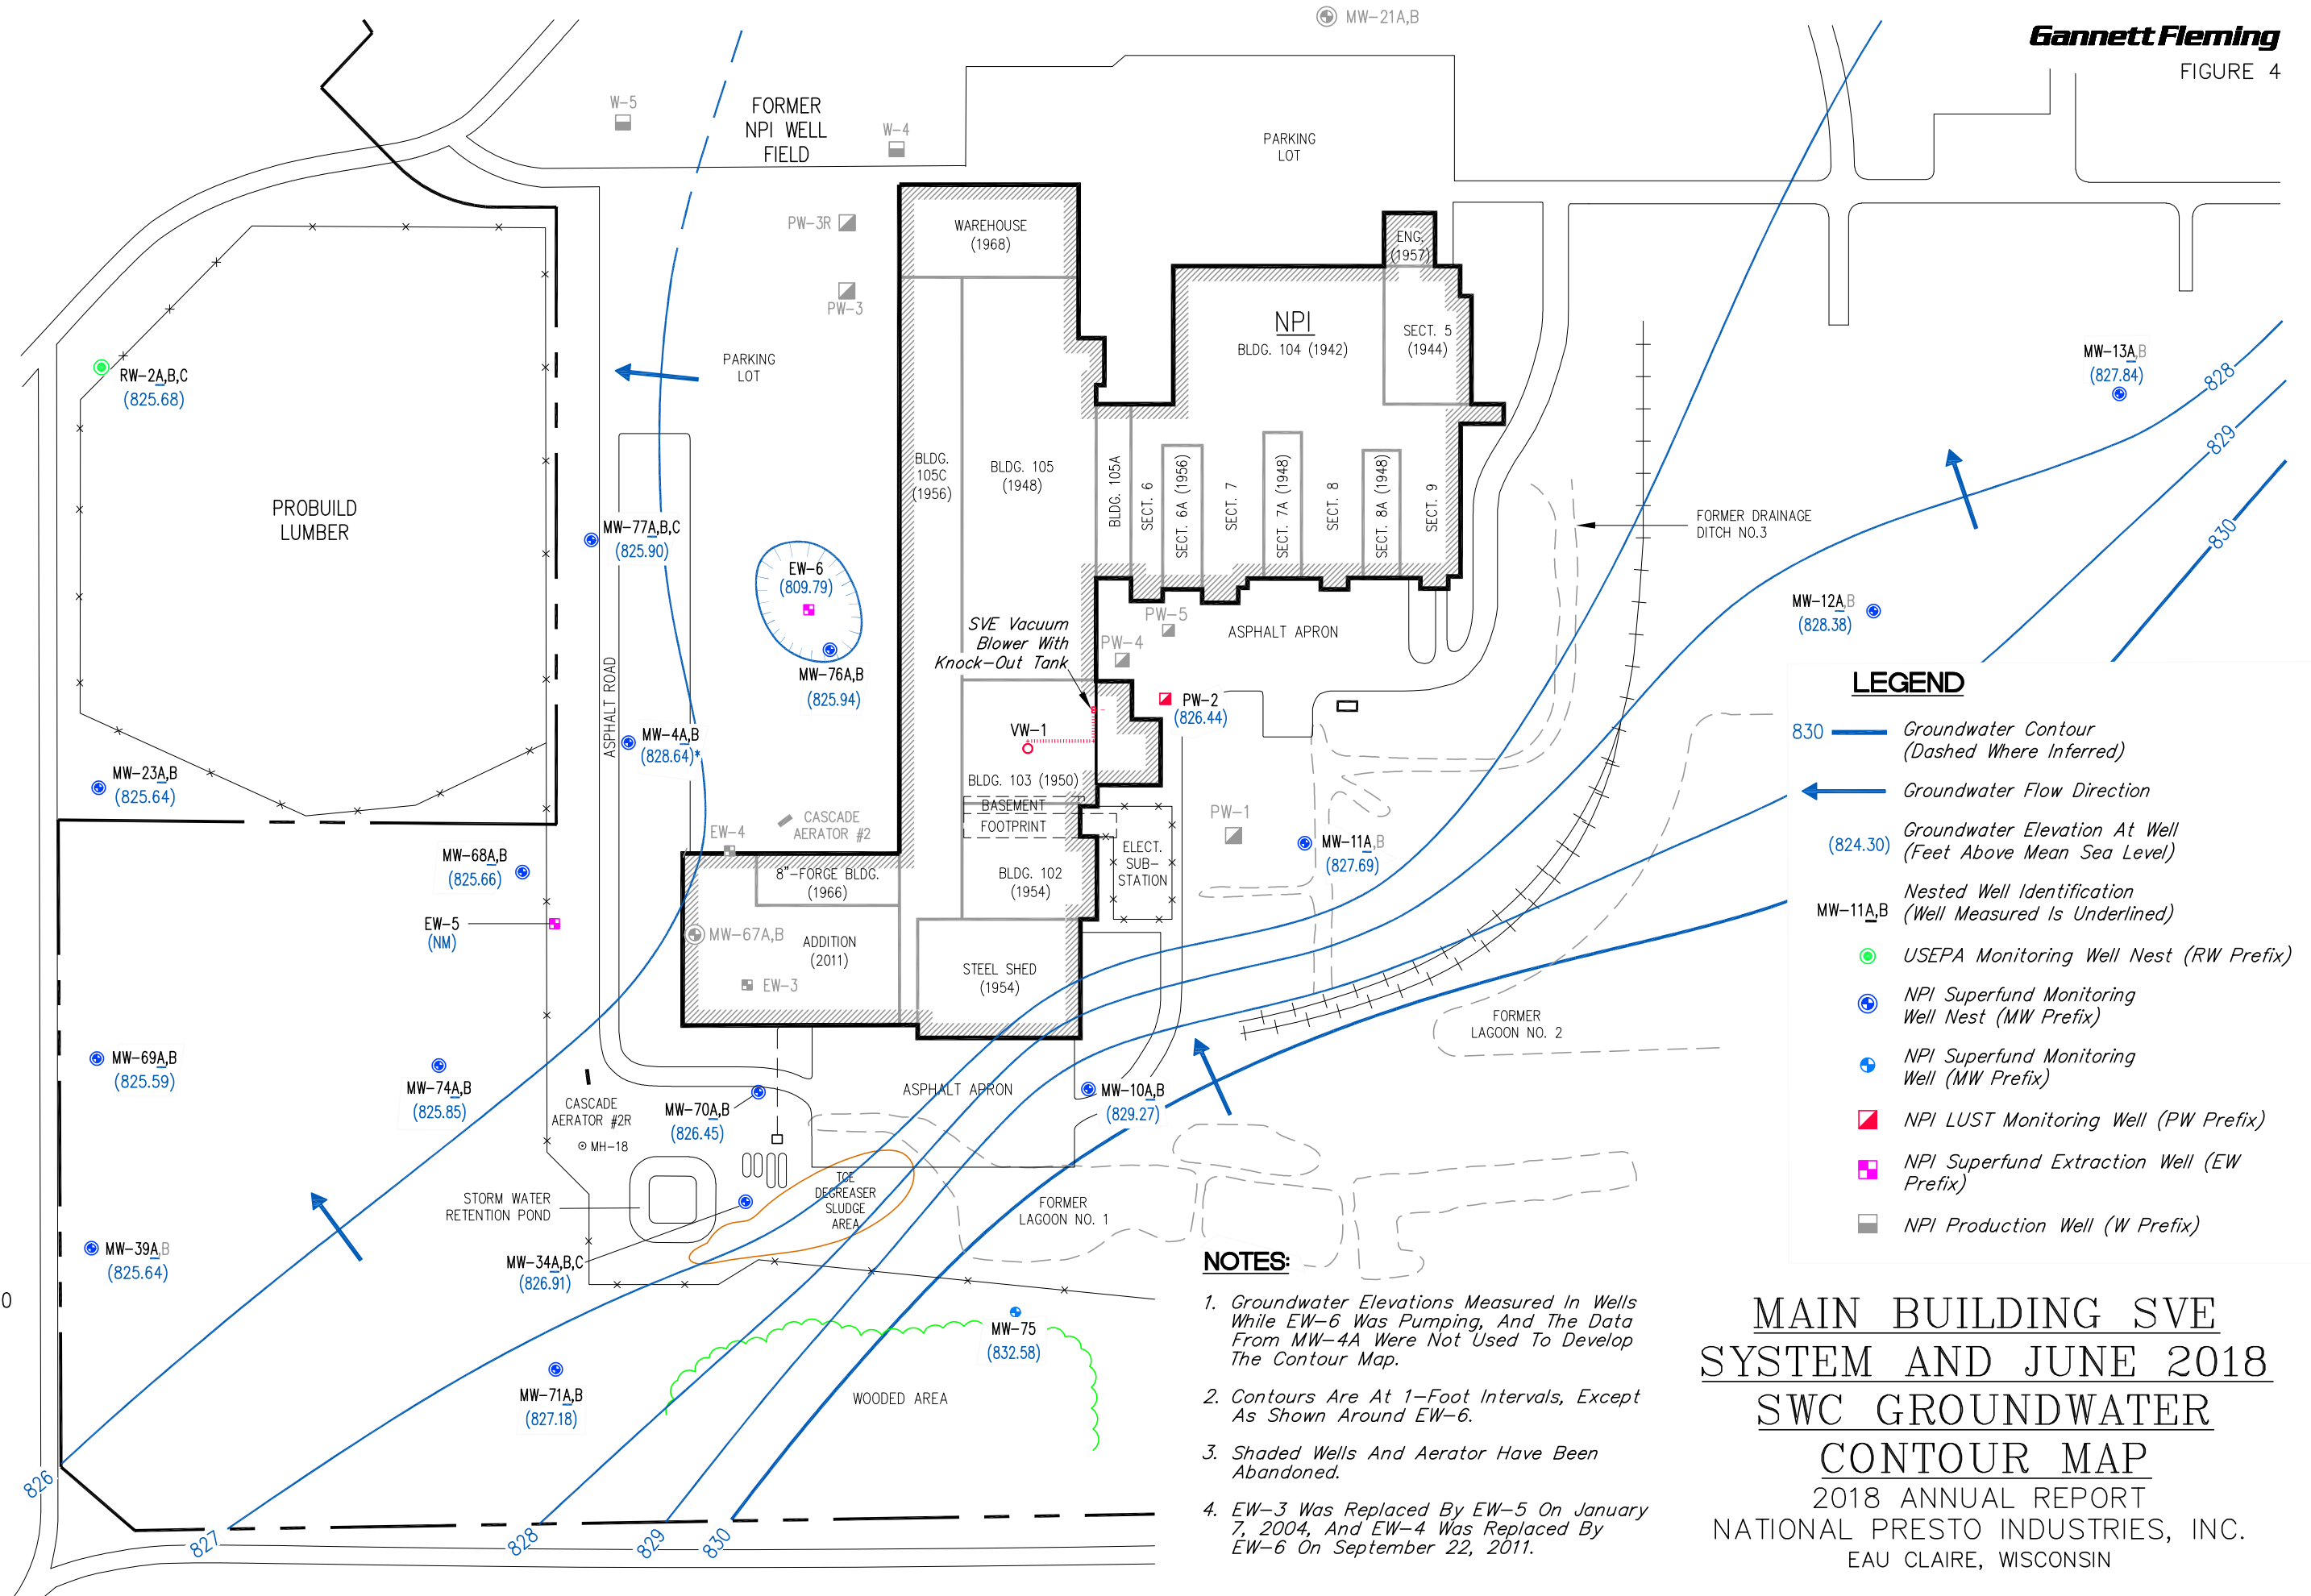 MW-21A,B
Gannett Fleming
FIGURE 4
W-5
FORMER
NPI WELL
FIELD
W-4
PARKING
LOT
PW-3R
PW-3
WAREHOUSE
(1968)
ENG.
(1957)
NPI
BLDG. 104 (1942)
SECT. 5
(1944)
MW-13A,B
(827.84)
828
829
830
RW-2A,B,C
(825.68)
PARKING
LOT
PROBUILD
LUMBER
BLDG.
105C
(1956)
BLDG. 105
(1948)
BLDG. 105A
SECT. 6
SECT. 6A (1956)
SECT. 7
SECT. 7A (1948)
SECT. 8
SECT. 8A (1948)
SECT. 9
FORMER DRAINAGE
DITCH NO.3
MW-77A,B,C
(825.90)
EW-6
(809.79)
MW-76A,B
(825.94)
SVE Vacuum
Blower With
Knock-Out Tank
PW-5
PW-4
ASPHALT APRON
MW-12A,B
(828.38)
ASPHALT ROAD
MW-4A,B
(828.64)*
VW-1
PW-2
(826.44)
BLDG. 103 (1950)
BASEMENT
FOOTPRINT
MW-23A,B
(825.64)
CASCADE
AERATOR #2
EW-4
PW-1
ELECT.
SUB-
STATION
MW-11A,B
(827.69)
MW-68A,B
(825.66)
8"-FORGE BLDG.
(1966)
BLDG. 102
(1954)
EW-5
(NM)
MW-67A,B
ADDITION
(2011)
EW-3
STEEL SHED
(1954)
FORMER
LAGOON NO. 2
MW-69A,B
(825.59)
MW-74A,B
(825.85)
CASCADE
AERATOR #2R
MH-18
MW-70A,B
(826.45)
ASPHALT APRON
MW-10A,B
(829.27)
STORM WATER
RETENTION POND
TCE
DEGREASER
SLUDGE
AREA
FORMER
LAGOON NO. 1
MW-39A,B
(825.64)
MW-34A,B,C
(826.91)
0
MW-75
(832.58)
MW-71A,B
(827.18)
WOODED AREA
826
827
828
829
830
LEGEND
830
Groundwater Contour
(Dashed Where Inferred)
Groundwater Flow Direction
(824.30)
Groundwater Elevation At Well
(Feet Above Mean Sea Level)
MW-11A,B
Nested Well Identification
(Well Measured Is Underlined)
USEPA Monitoring Well Nest (RW Prefix)
NPI Superfund Monitoring
Well Nest (MW Prefix)
NPI Superfund Monitoring
Well (MW Prefix)
NPI LUST Monitoring Well (PW Prefix)
NPI Superfund Extraction Well (EW
Prefix)
NPI Production Well (W Prefix)
NOTES:
1. Groundwater Elevations Measured In Wells
While EW-6 Was Pumping, And The Data
From MW-4A Were Not Used To Develop
The Contour Map.
2. Contours Are At 1-Foot Intervals, Except
As Shown Around EW-6.
3. Shaded Wells And Aerator Have Been
Abandoned.
4. EW-3 Was Replaced By EW-5 On January
7, 2004, And EW-4 Was Replaced By
EW-6 On September 22, 2011.
MAIN BUILDING SVE
SYSTEM AND JUNE 2018
SWC GROUNDWATER
CONTOUR MAP
2018 ANNUAL REPORT
NATIONAL PRESTO INDUSTRIES, INC.
EAU CLAIRE, WISCONSIN